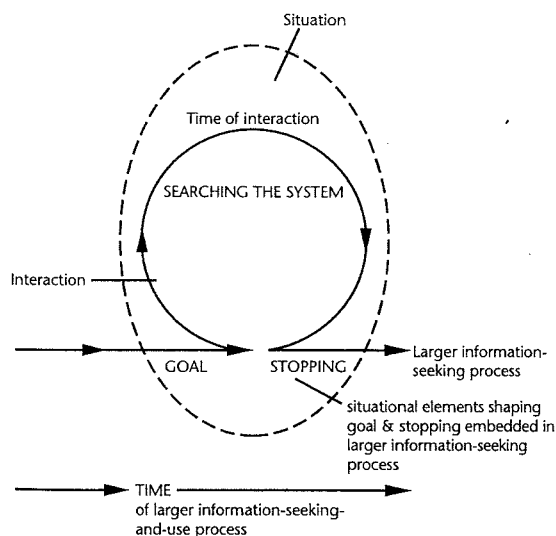 Situation
Time of interaction
SEARCHING THE SYSTEM
Interaction
GOAL
STOPPING
Larger information-
seeking process
situational elements shaping
goal & stopping embedded in
larger information-seeking
process
TIME
of larger information-seeking-
and-use process